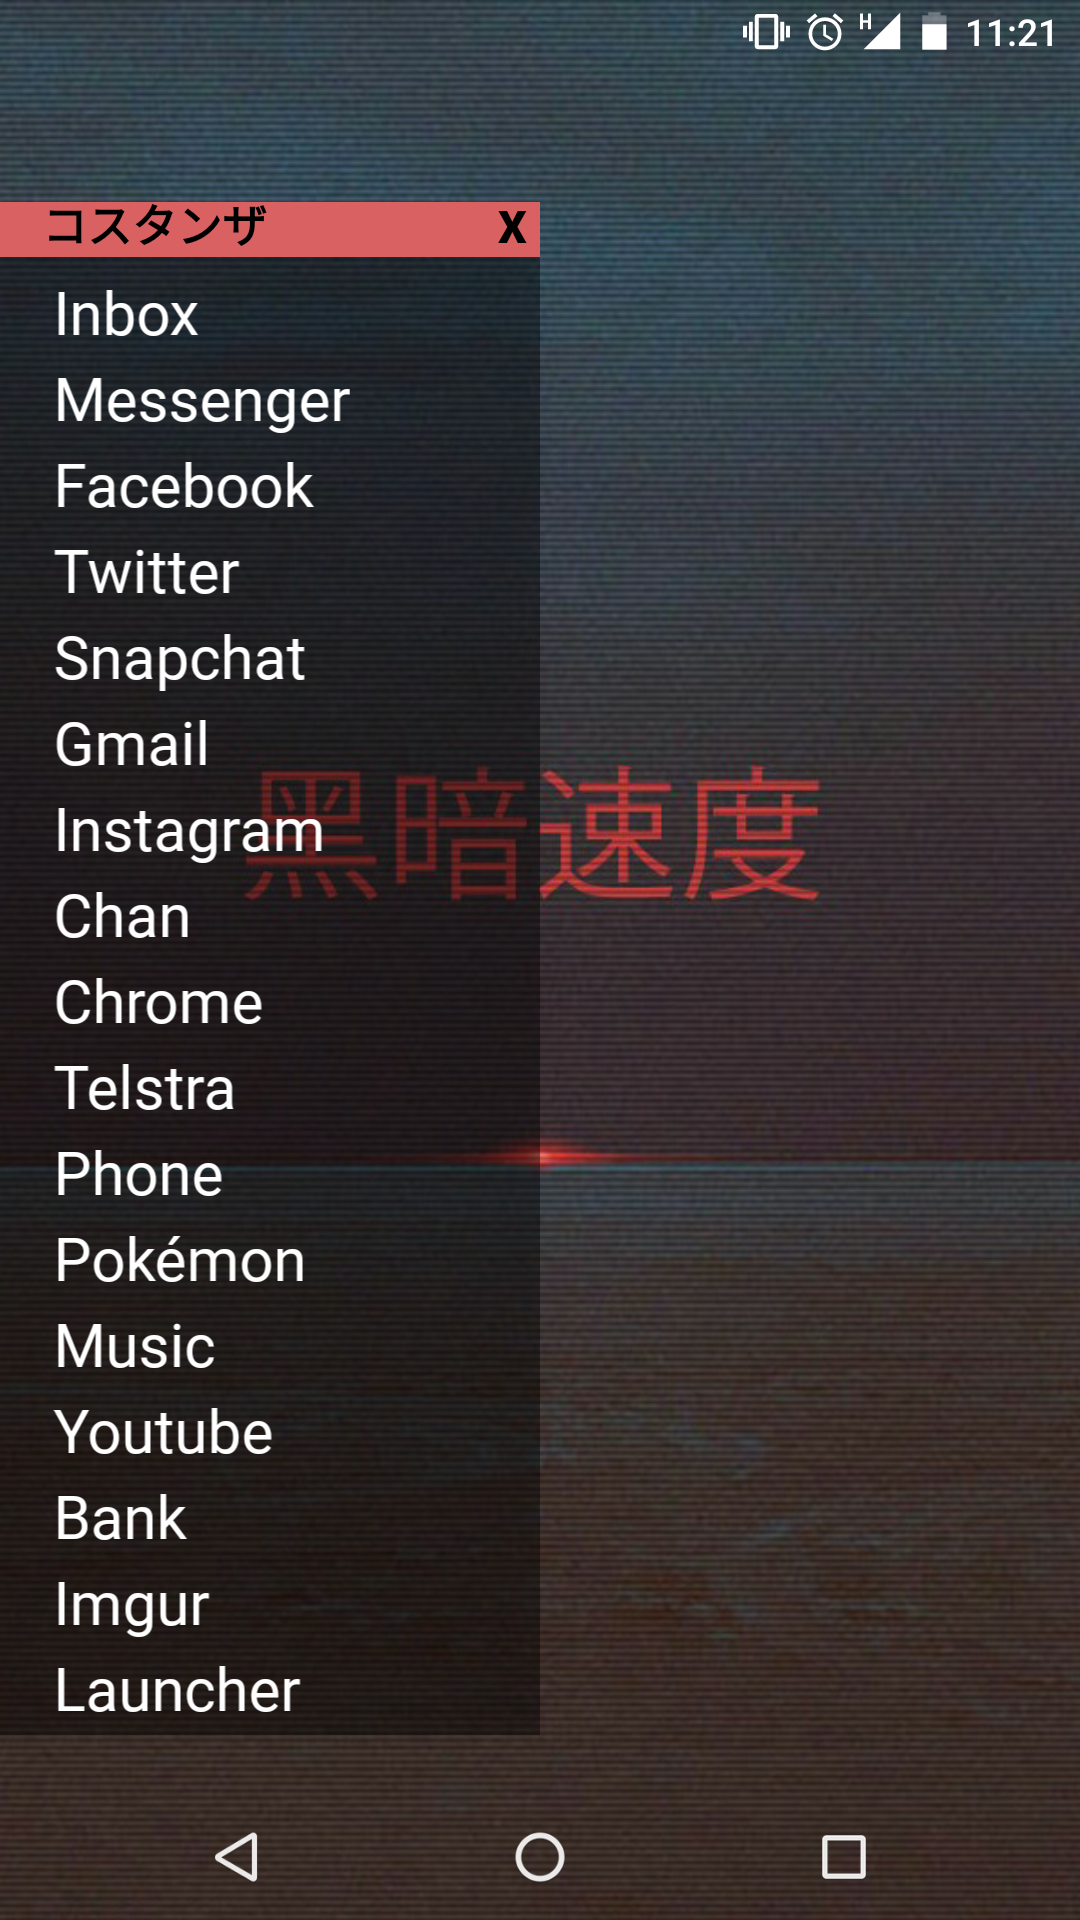 H 11:21
コスタンザ X
Inbox
Messenger
Facebook
Twitter
Snapchat
Gmail
黑暗速度
Instagram
Chan
Chrome
Telstra
Phone
Pokémon
Music
Youtube
Bank
Imgur
Launcher